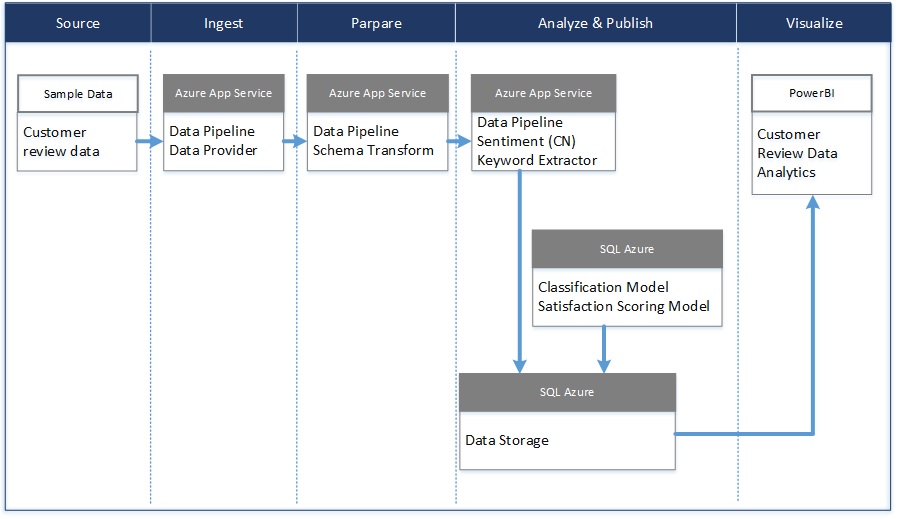 Source
Ingest
Parpare
Analyze & Publish
Visualize
Sample Data
Customer
review data
Azure App Service
Data Pipeline
Data Provider
Azure App Service
Data Pipeline
Schema Transform
Azure App Service
Data Pipeline
Sentiment (CN)
Keyword Extractor
PowerBI
Customer
Review Data
Analytics
SQL Azure
Classification Model
Satisfaction Scoring Model
SQL Azure
Data Storage